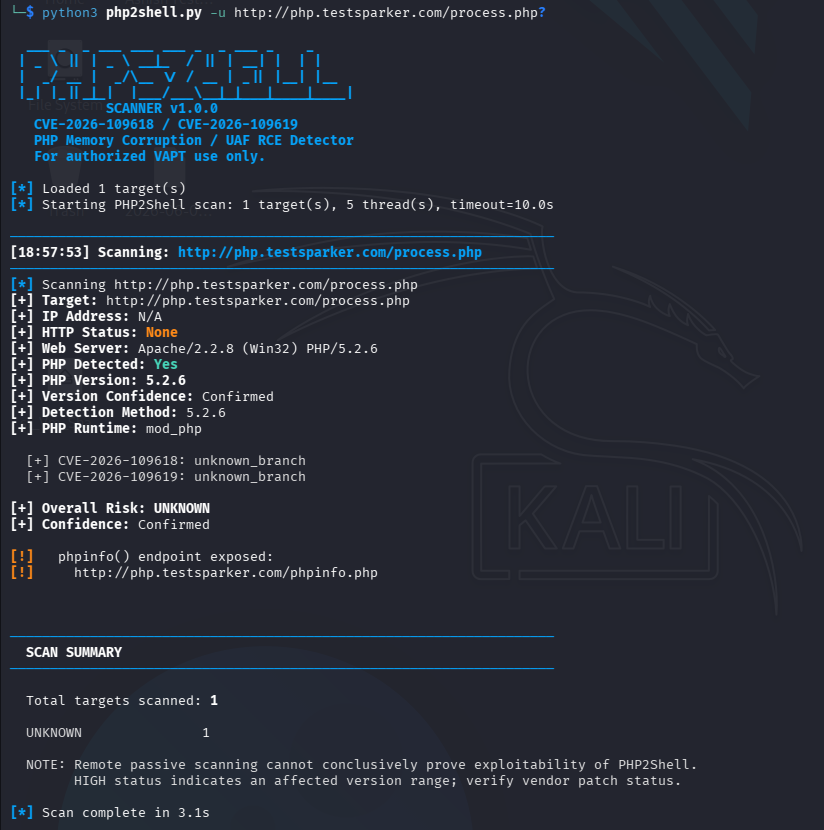 └─$ python3 php2shell.py -u http://php.testsparker.com/process.php?
SCANNER v1.0.0
CVE-2026-109618 / CVE-2026-109619
PHP Memory Corruption / UAF RCE Detector
For authorized VAPT use only.
[*] Loaded 1 target(s)
[*] Starting PHP2Shell scan: 1 target(s), 5 thread(s), timeout=10.0s
[18:57:53] Scanning: http://php.testsparker.com/process.php
[*] Scanning http://php.testsparker.com/process.php
[+] Target: http://php.testsparker.com/process.php
[+] IP Address: N/A
[+] HTTP Status: None
[+] Web Server: Apache/2.2.8 (Win32) PHP/5.2.6
[+] PHP Detected: Yes
[+] PHP Version: 5.2.6
[+] Version Confidence: Confirmed
[+] Detection Method: 5.2.6
[+] PHP Runtime: mod_php
[+] CVE-2026-109618: unknown_branch
[+] CVE-2026-109619: unknown_branch
[+] Overall Risk: UNKNOWN
[+] Confidence: Confirmed
[!] phpinfo() endpoint exposed:
[!] http://php.testsparker.com/phpinfo.php
KALI
SCAN SUMMARY
Total targets scanned: 1
UNKNOWN 1
NOTE: Remote passive scanning cannot conclusively prove exploitability of PHP2Shell.
HIGH status indicates an affected version range; verify vendor patch status.
[*] Scan complete in 3.1s